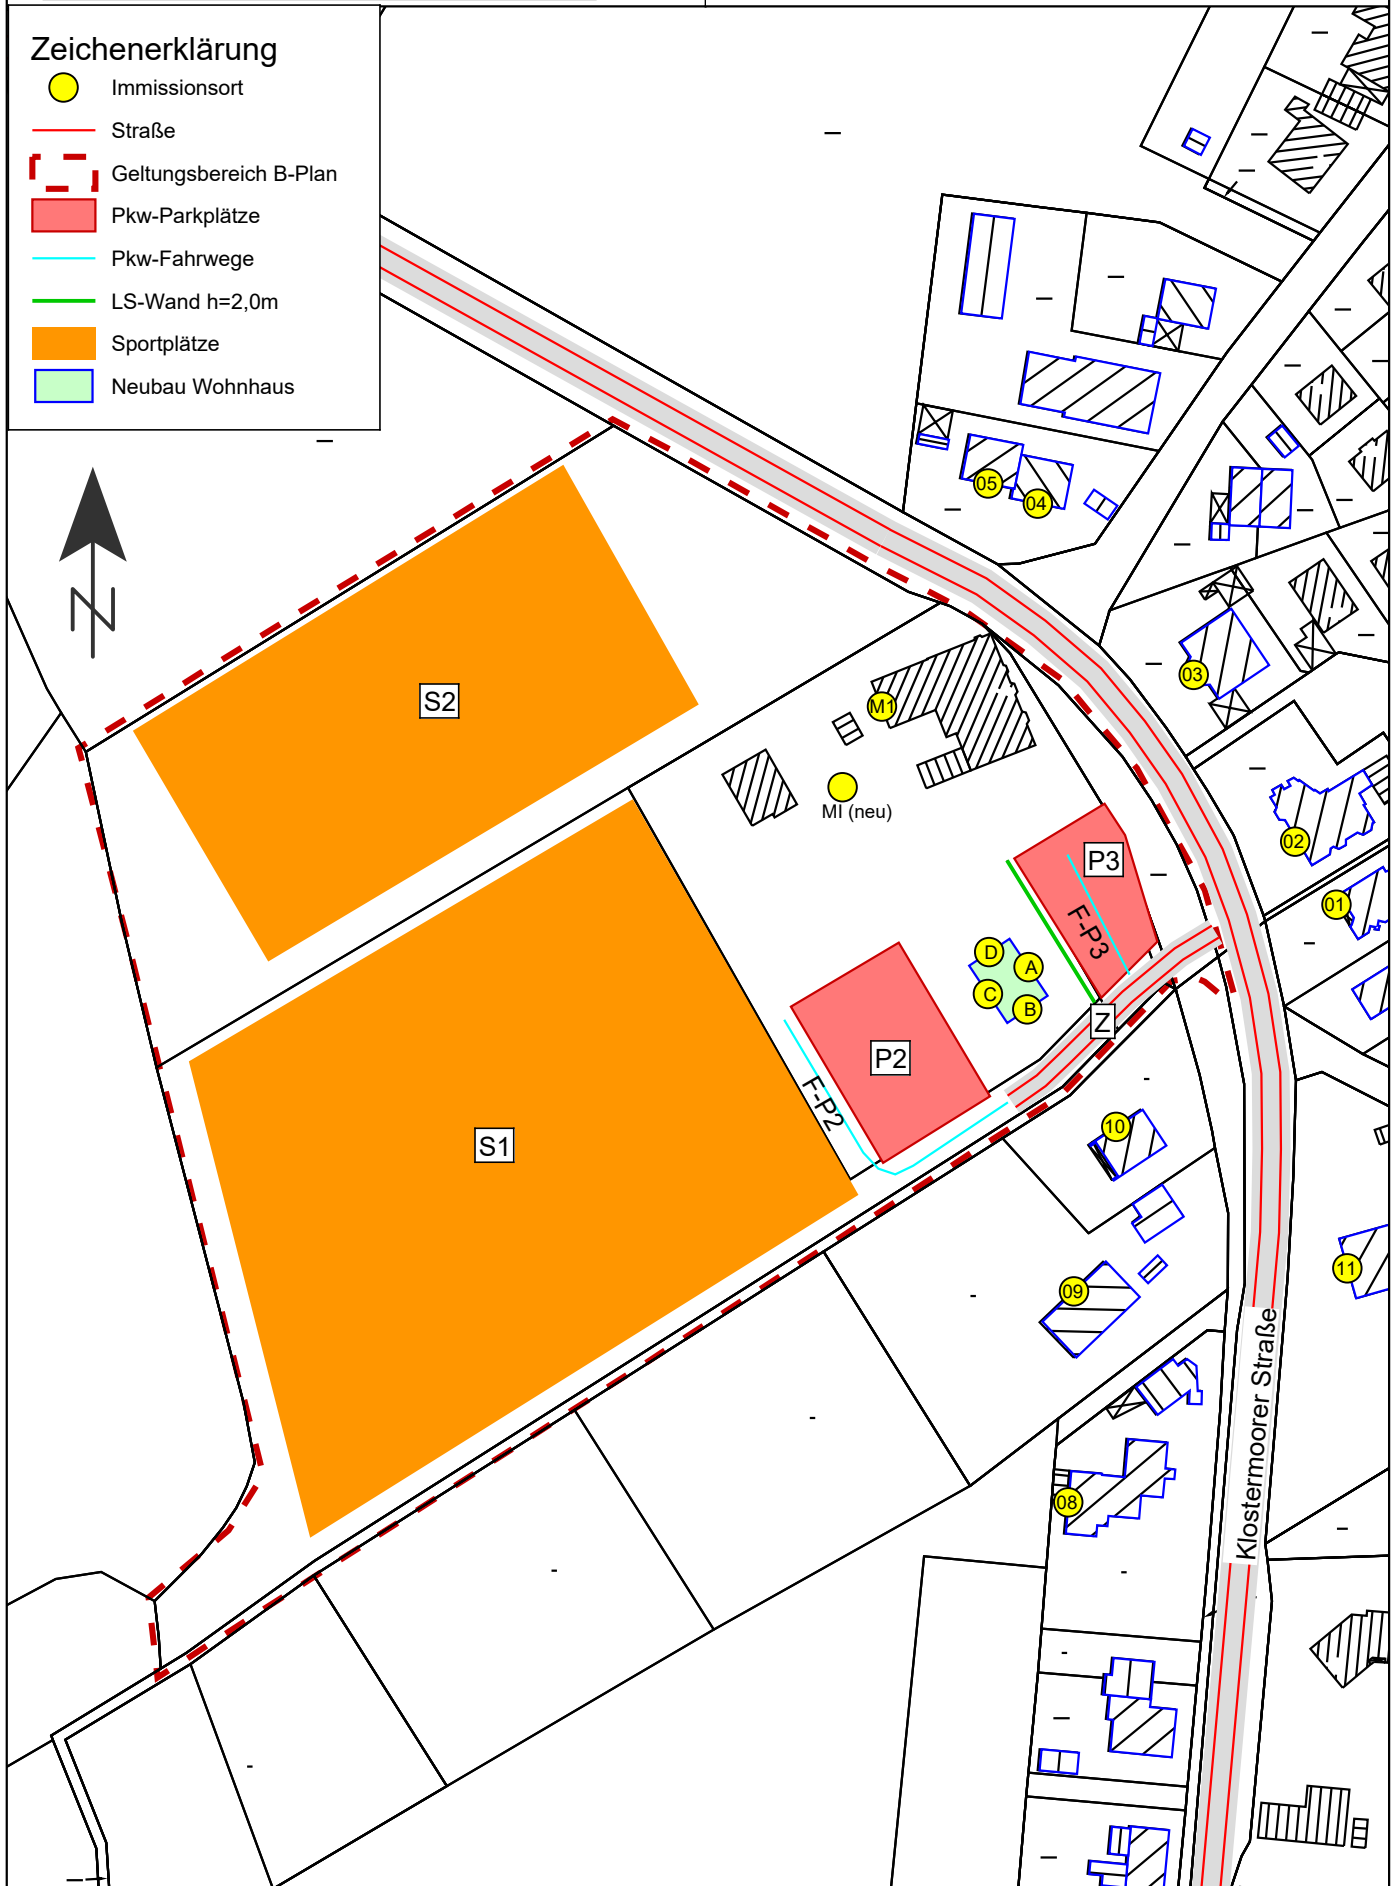 Zeichenerklärung
Immissionsort
Straße
Geltungsbereich B-Plan
Pkw-Parkplätze
Pkw-Fahrwege
LS-Wand h=2,0m
Sportplätze
Neubau Wohnhaus
N
05
04
03
S2
M1
MI (neu)
02
P3
01
F-P3
D
A
C
B
Z
P2
F-P2
10
S1
11
09
Klostermoorer Straße
08